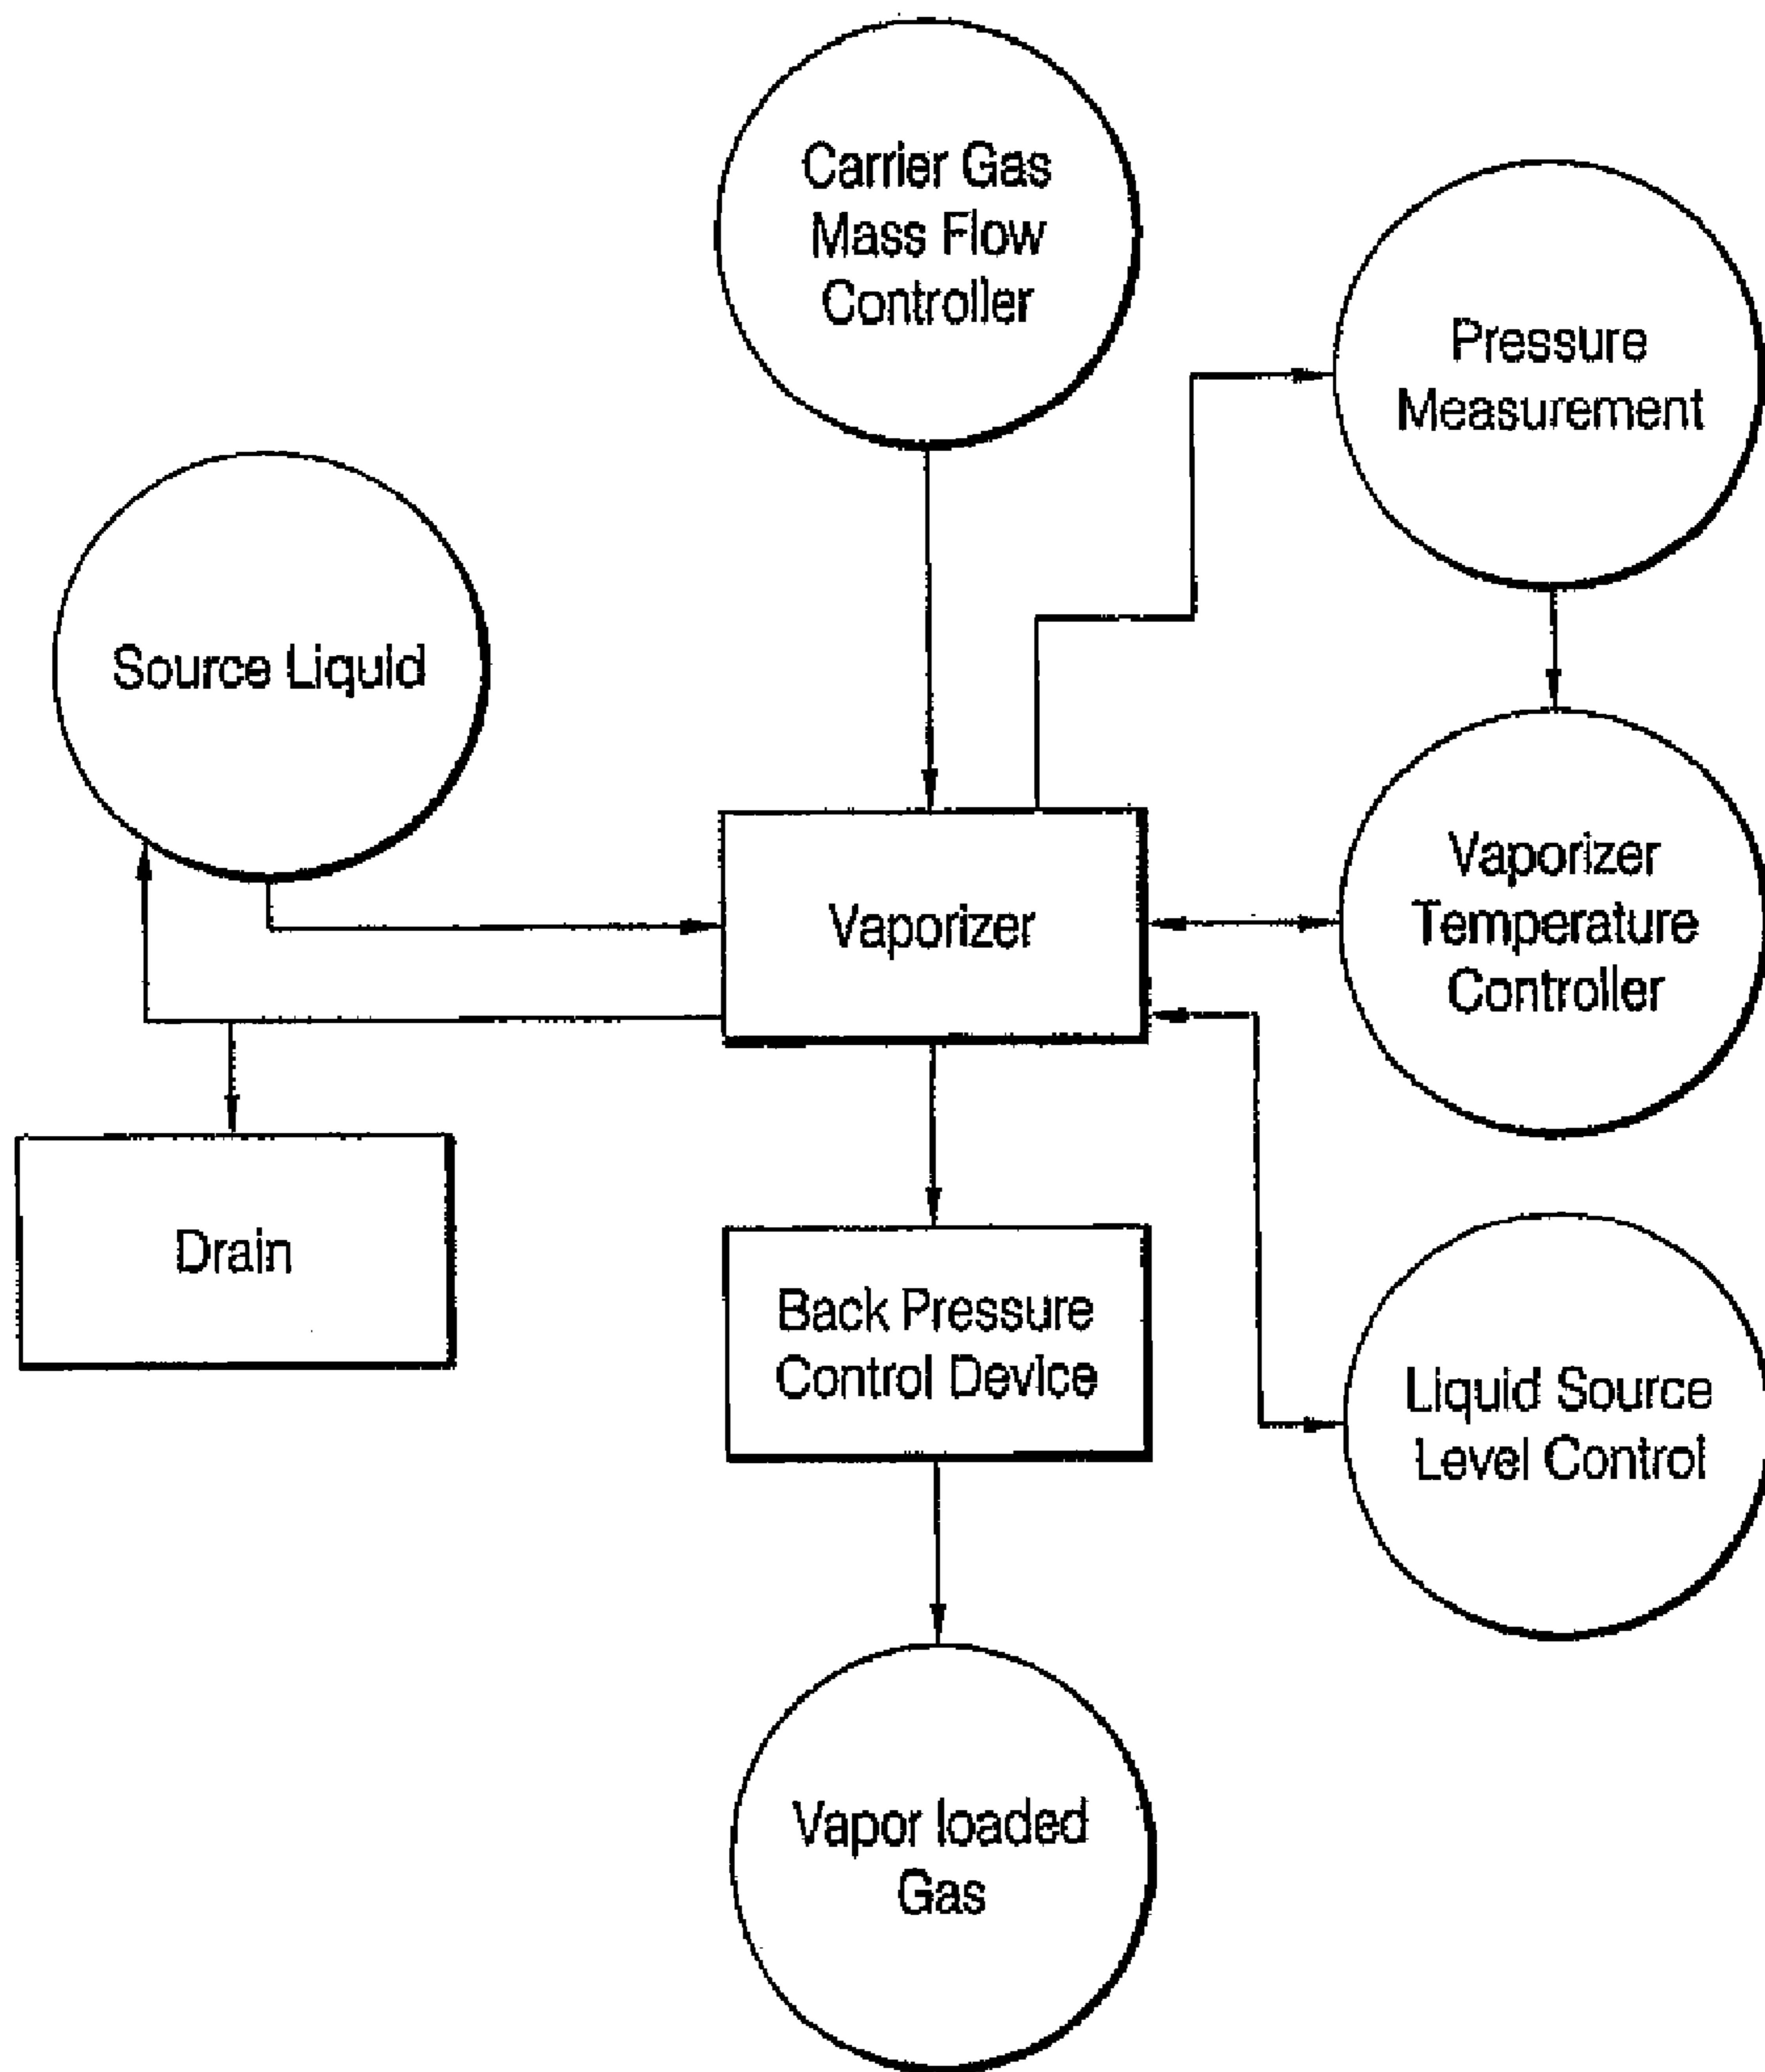 Carrier Gas
Mass Flow
Controller
Pressure
Measurement
Source Liquid
Vaporizer
Vaporizer
Temperature
Controller
Drain
Back Pressure
Control Device
Liquid Source
Level Control
Vapor loaded
Gas